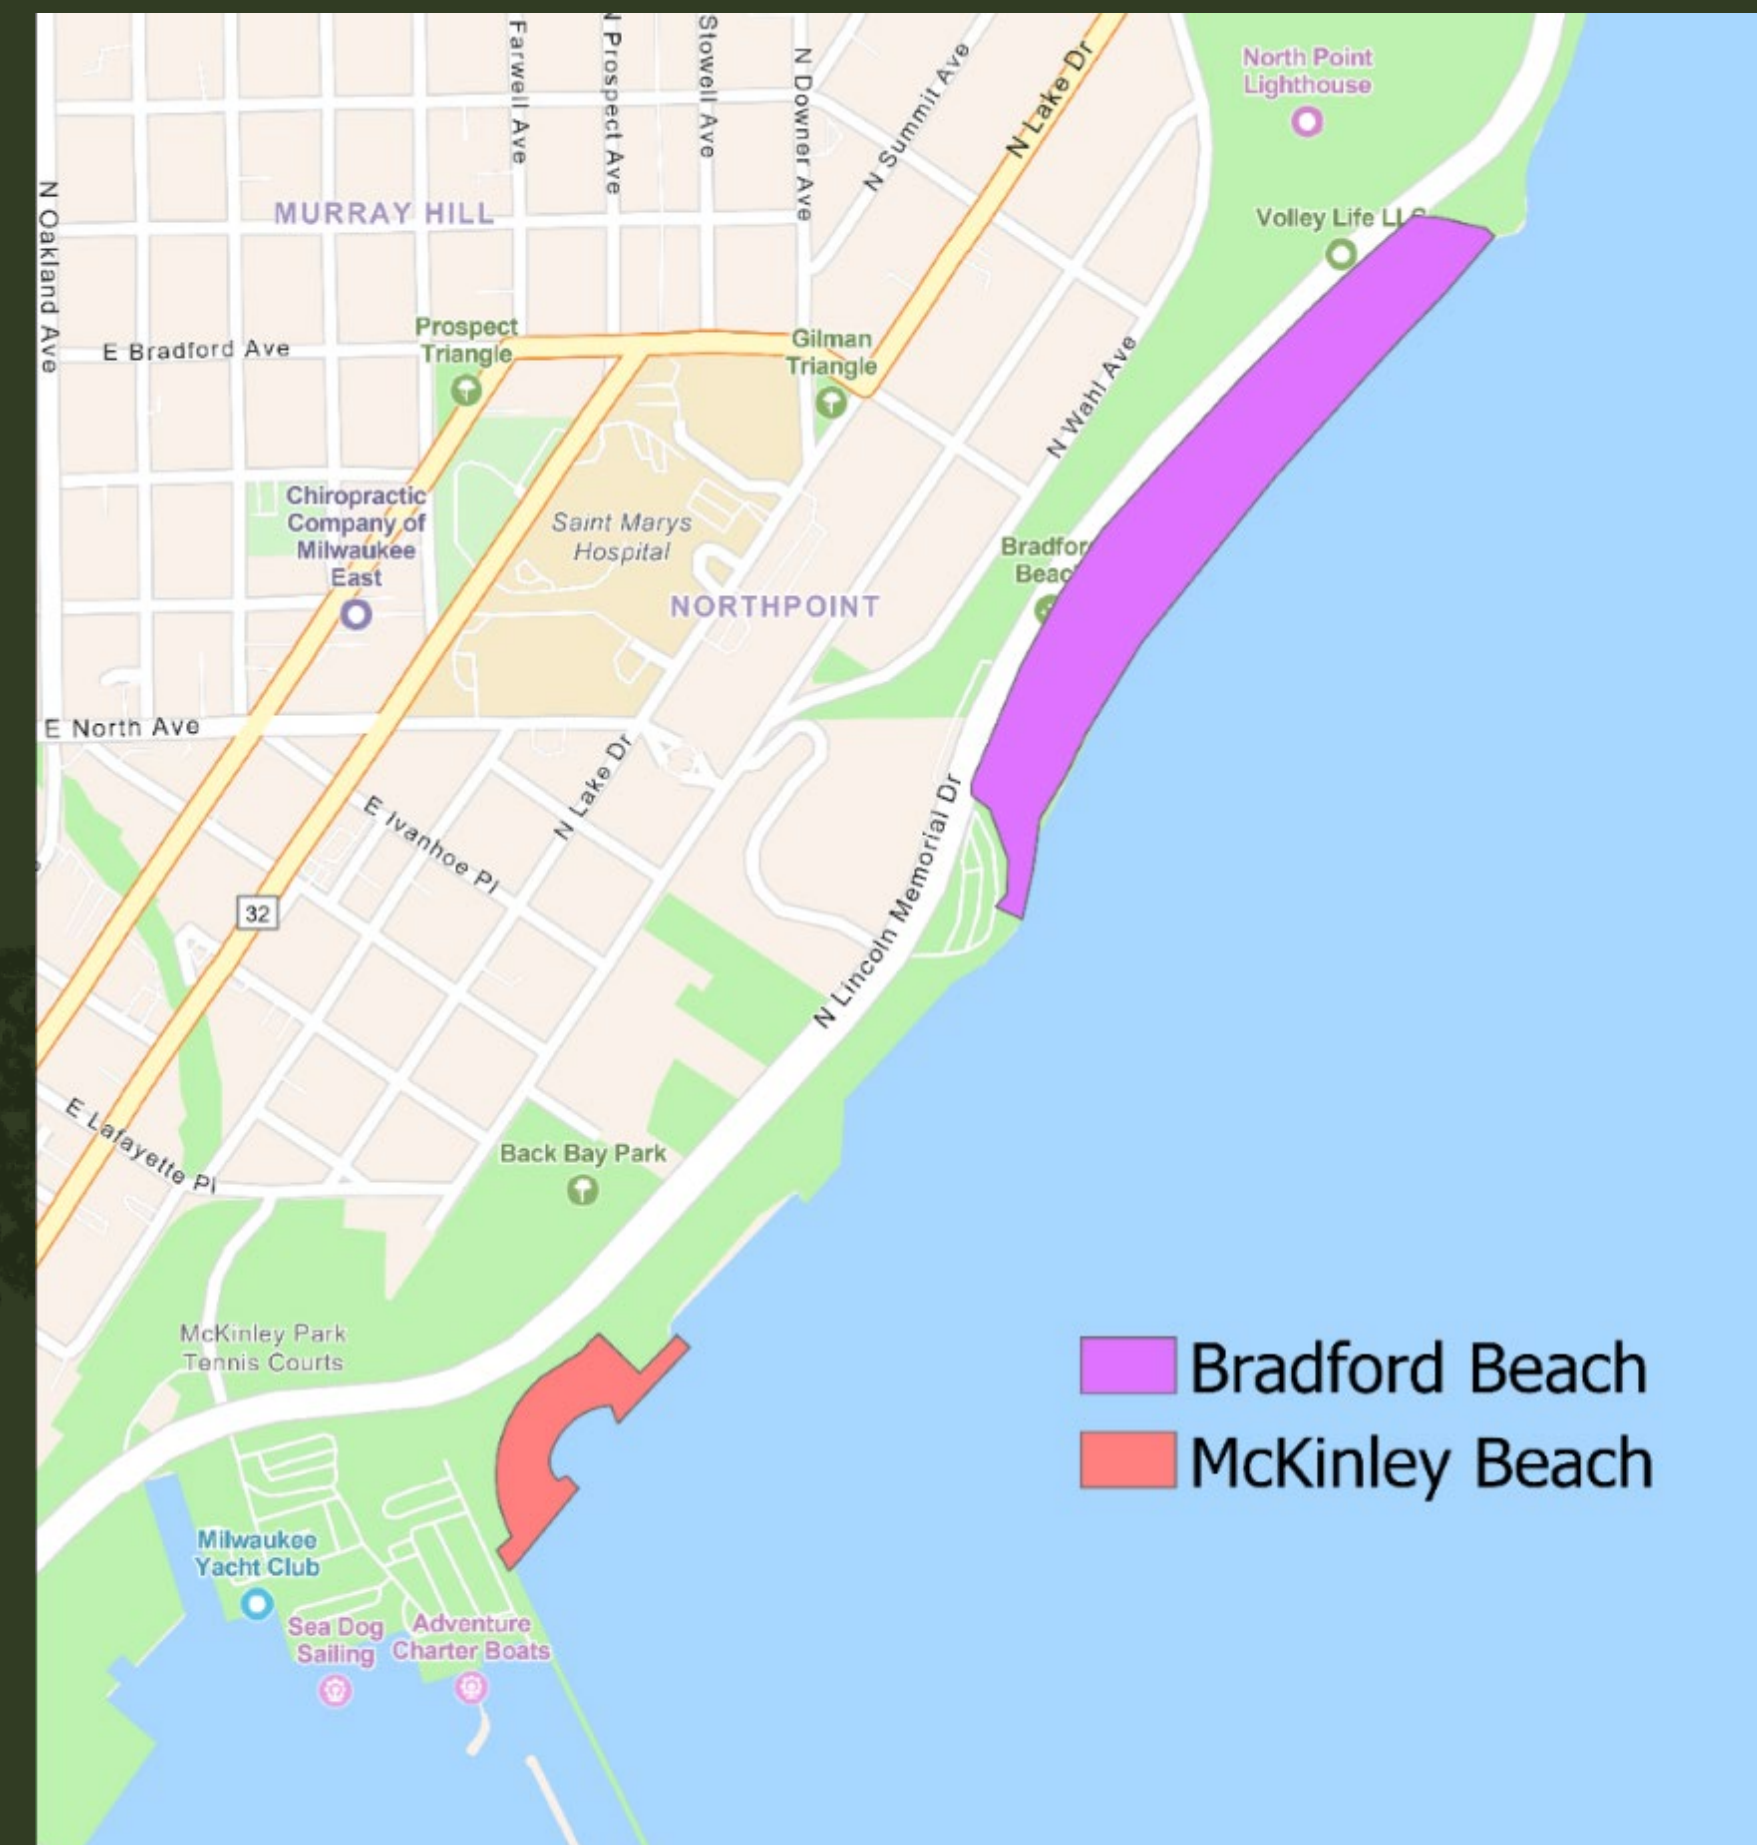 Farwell Ave
N Prospect Ave
Stowell Ave
N Downer Ave
N Summit Ave
N Lake Dr
North Point
Lighthouse
N Oakland Ave
MURRAY HILL
Volley Life
Prospect
Triangle
Gilman
Triangle
E Bradford Ave
N Wahl Ave
Chiropractic
Company of
Milwaukee
East
Saint Marys
Hospital
Bradfor
Beac
NORTHPOINT
E North Ave
N Lake Dr
E Ivanhoe Pl
N Lincoln Memorial Dr
32
E Lafayette Pl
Back Bay Park
McKinley Park
Tennis Courts
Bradford Beach
McKinley Beach
Milwaukee
Yacht Club
Sea Dog
Sailing
Adventure
Charter Boats